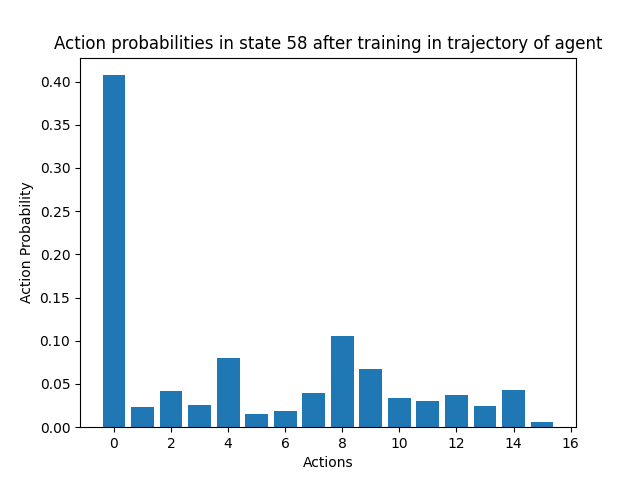 Action probabilities in state 58 after training in trajectory of agent
0.40
0.35
0.30
0.25
0.20
0.15
0.10
0.05
0.00
Action Probability
0 2 4 6 8 10 12 14 16
Actions